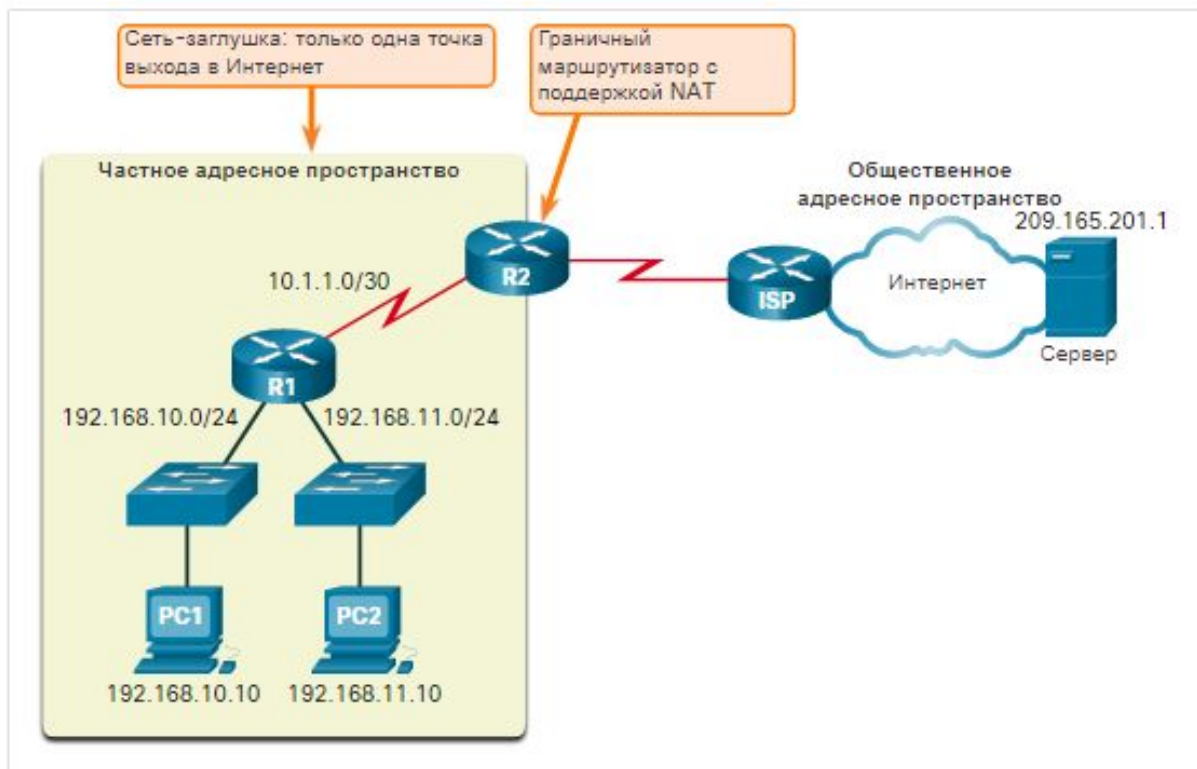 Сеть-заглушка: только одна точка
выхода в Интернет
Граничный
маршрутизатор с
поддержкой NAT
Частное адресное пространство
Общественное
адресное пространство
209.165.201.1
R2
10.1.1.0/30
ISP
Интернет
Сервер
R1
192.168.10.0/24
192.168.11.0/24
PC1
PC2
192.168.10.10
192.168.11.10